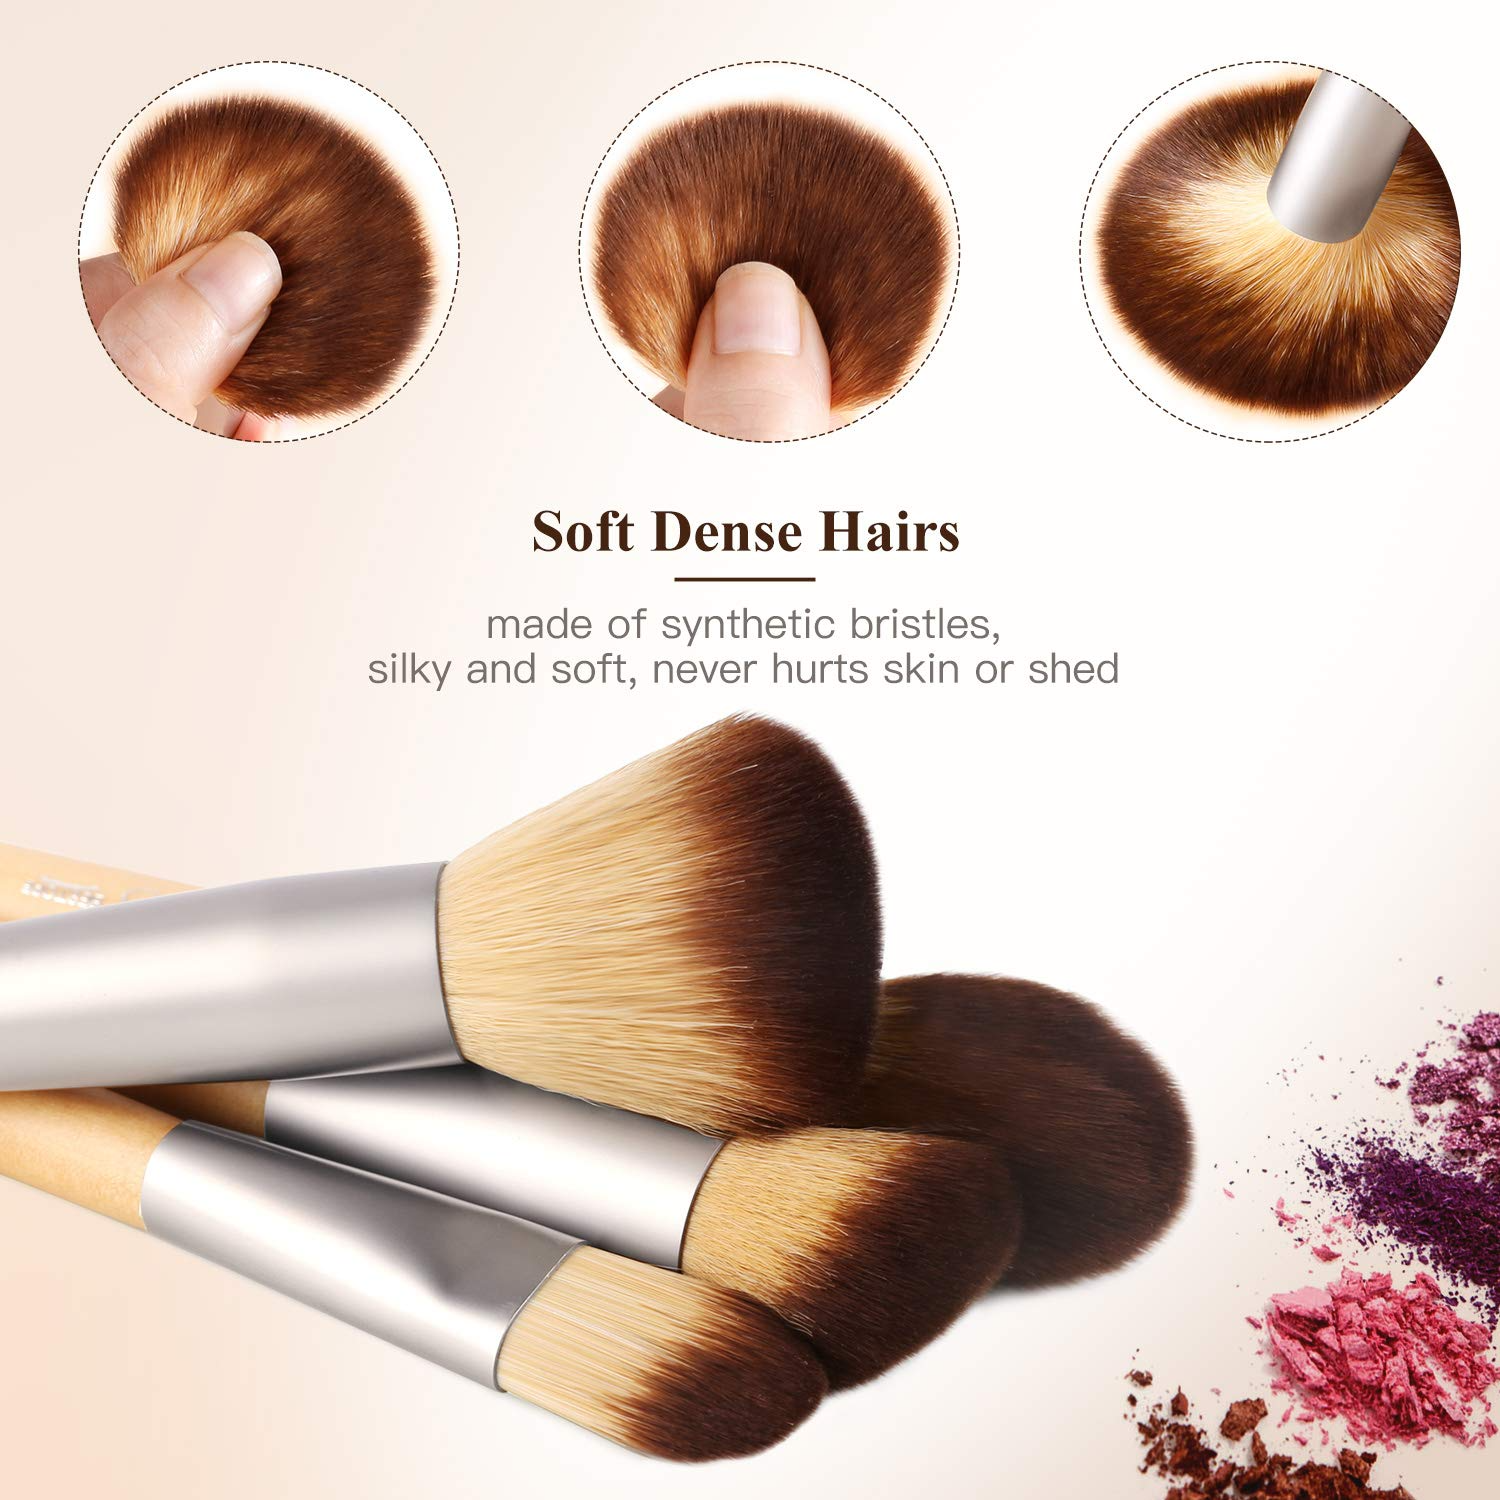 Soft Dense Hairs
made of synthetic bristles,
silky and soft, never hurts skin or shed